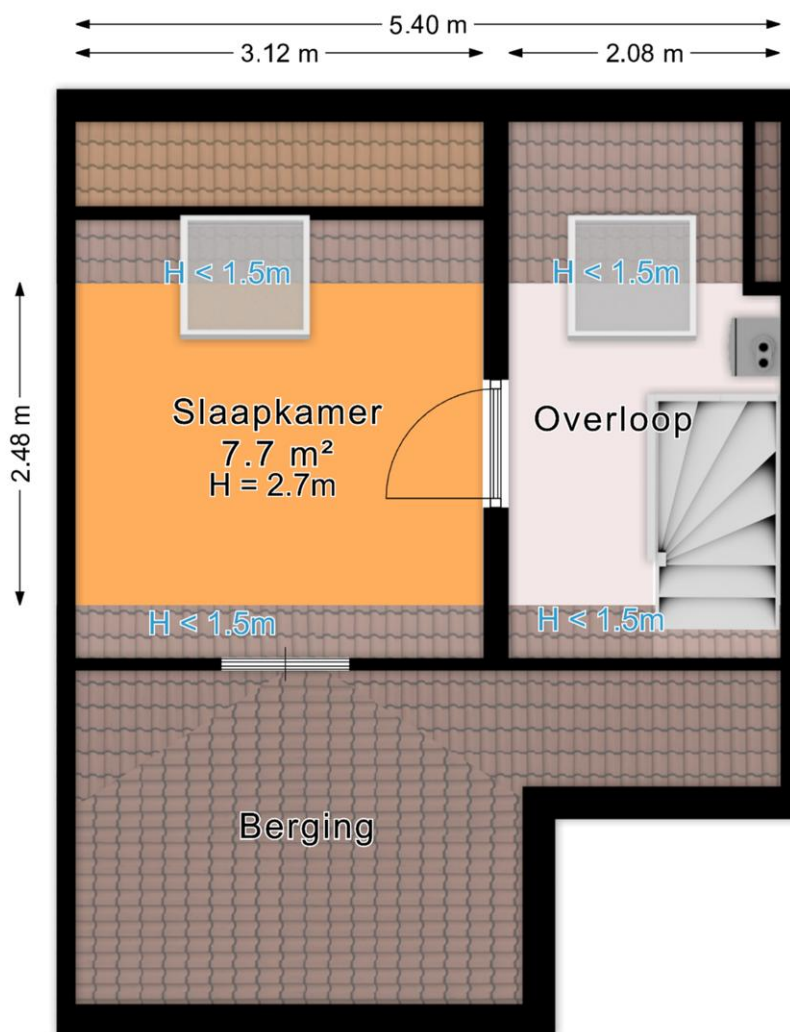 5.40 m
3.12 m
2.08 m
H < 1.5m
H < 1.5m
2.48 m
Slaapkamer
7.7 m²
H = 2.7m
Overloop
H < 1.5m
H < 1.5m
Berging